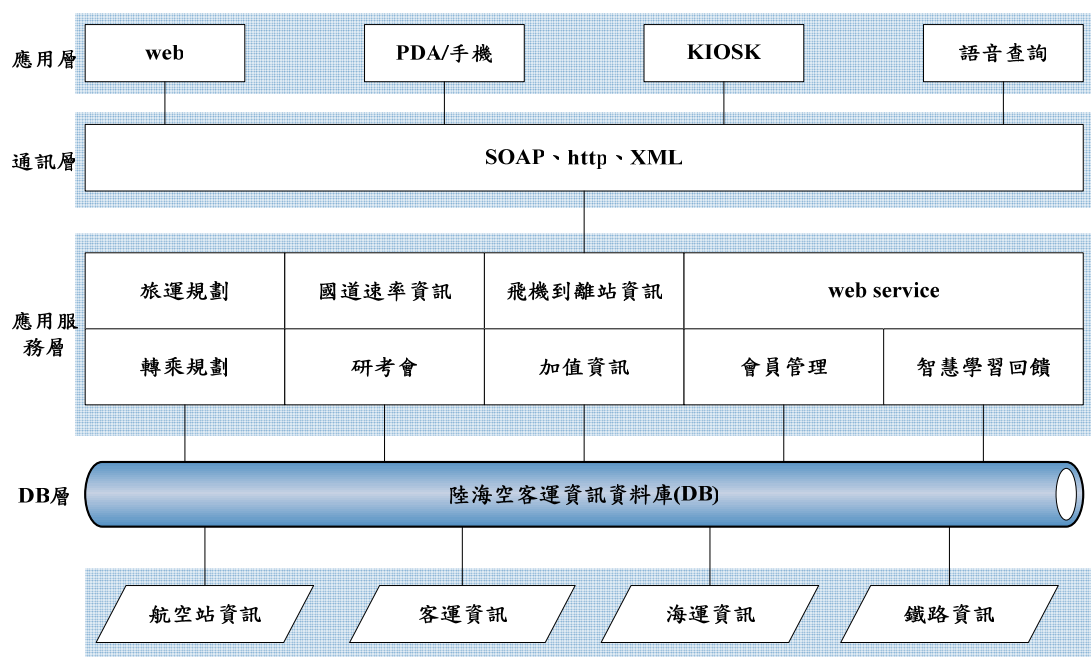 應用層
web
PDA/手機
KIOSK
語音查詢
通訊層
SOAP、http、XML
應用服
務層
旅運規劃
國道速率資訊
飛機到離站資訊
web service
轉乘規劃
研考會
加值資訊
會員管理
智慧學習回饋
DB層
陸海空客運資訊資料庫(DB)
航空站資訊
客運資訊
海運資訊
鐵路資訊